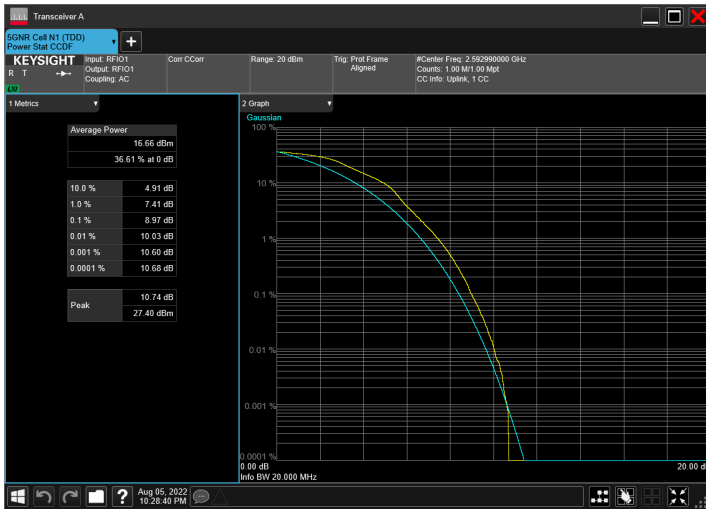 Transceiver A
5GNR Cell N1 (TDD)
Power Stat CCDF
KEYSIGHT
R T
LXI
Input: RFIO1
Output: RFIO1
Coupling: AC
Corr CCorr
Range: 20 dBm
Trig: Prot Frame
Aligned
#Center Freq: 2.592990000 GHz
Counts: 1.00 M/1.00 Mpt
CC Info: Uplink, 1 CC
1 Metrics
Average Power
16.66 dBm
36.61 % at 0 dB
10.0 % 4.91 dB
1.0 % 7.41 dB
0.1 % 8.97 dB
0.01 % 10.03 dB
0.001 % 10.60 dB
0.0001 % 10.68 dB
Peak
10.74 dB
27.40 dBm
2 Graph
Gaussian
100 %
10 %
1 %
0.1 %
0.01 %
0.001 %
0.0001 %
0.00 dB
20.00 d
Info BW 20.000 MHz
?
Aug 05, 2022
10:28:40 PM